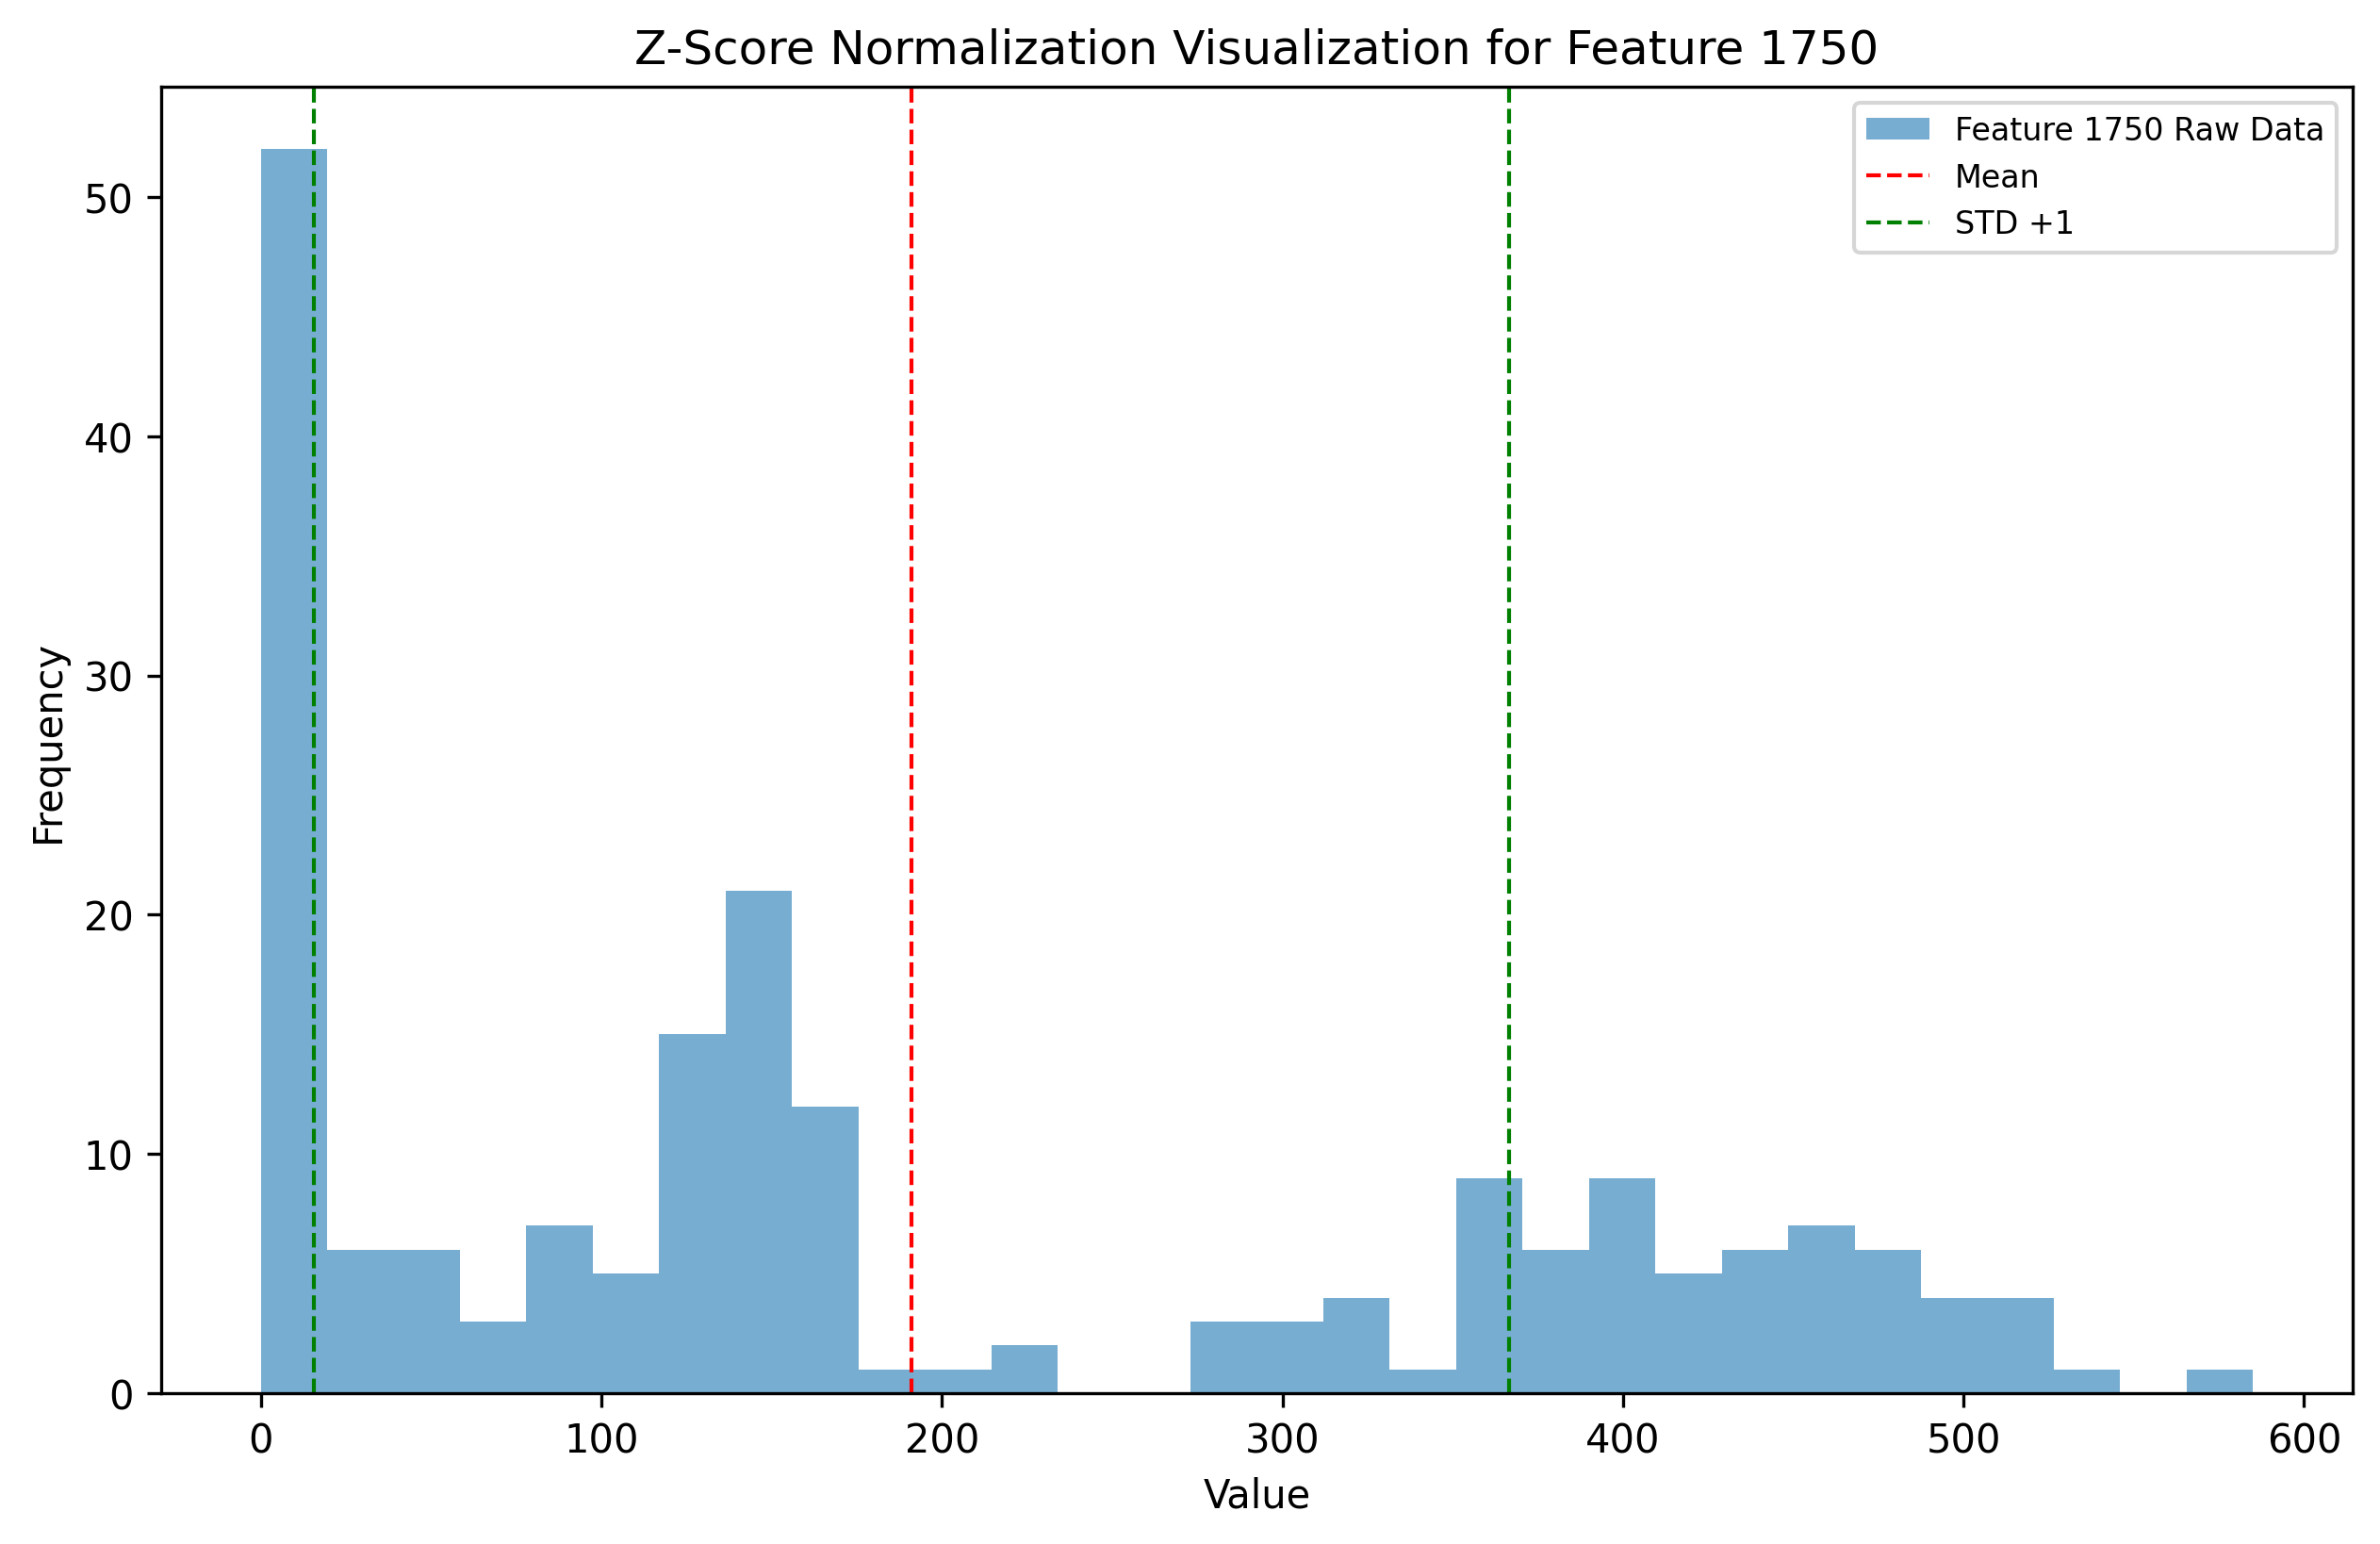 Z-Score Normalization Visualization for Feature 1750
Feature 1750 Raw Data
Mean
STD +1
Frequency
50
40
30
20
10
0
0 100 200 300 400 500 600
Value